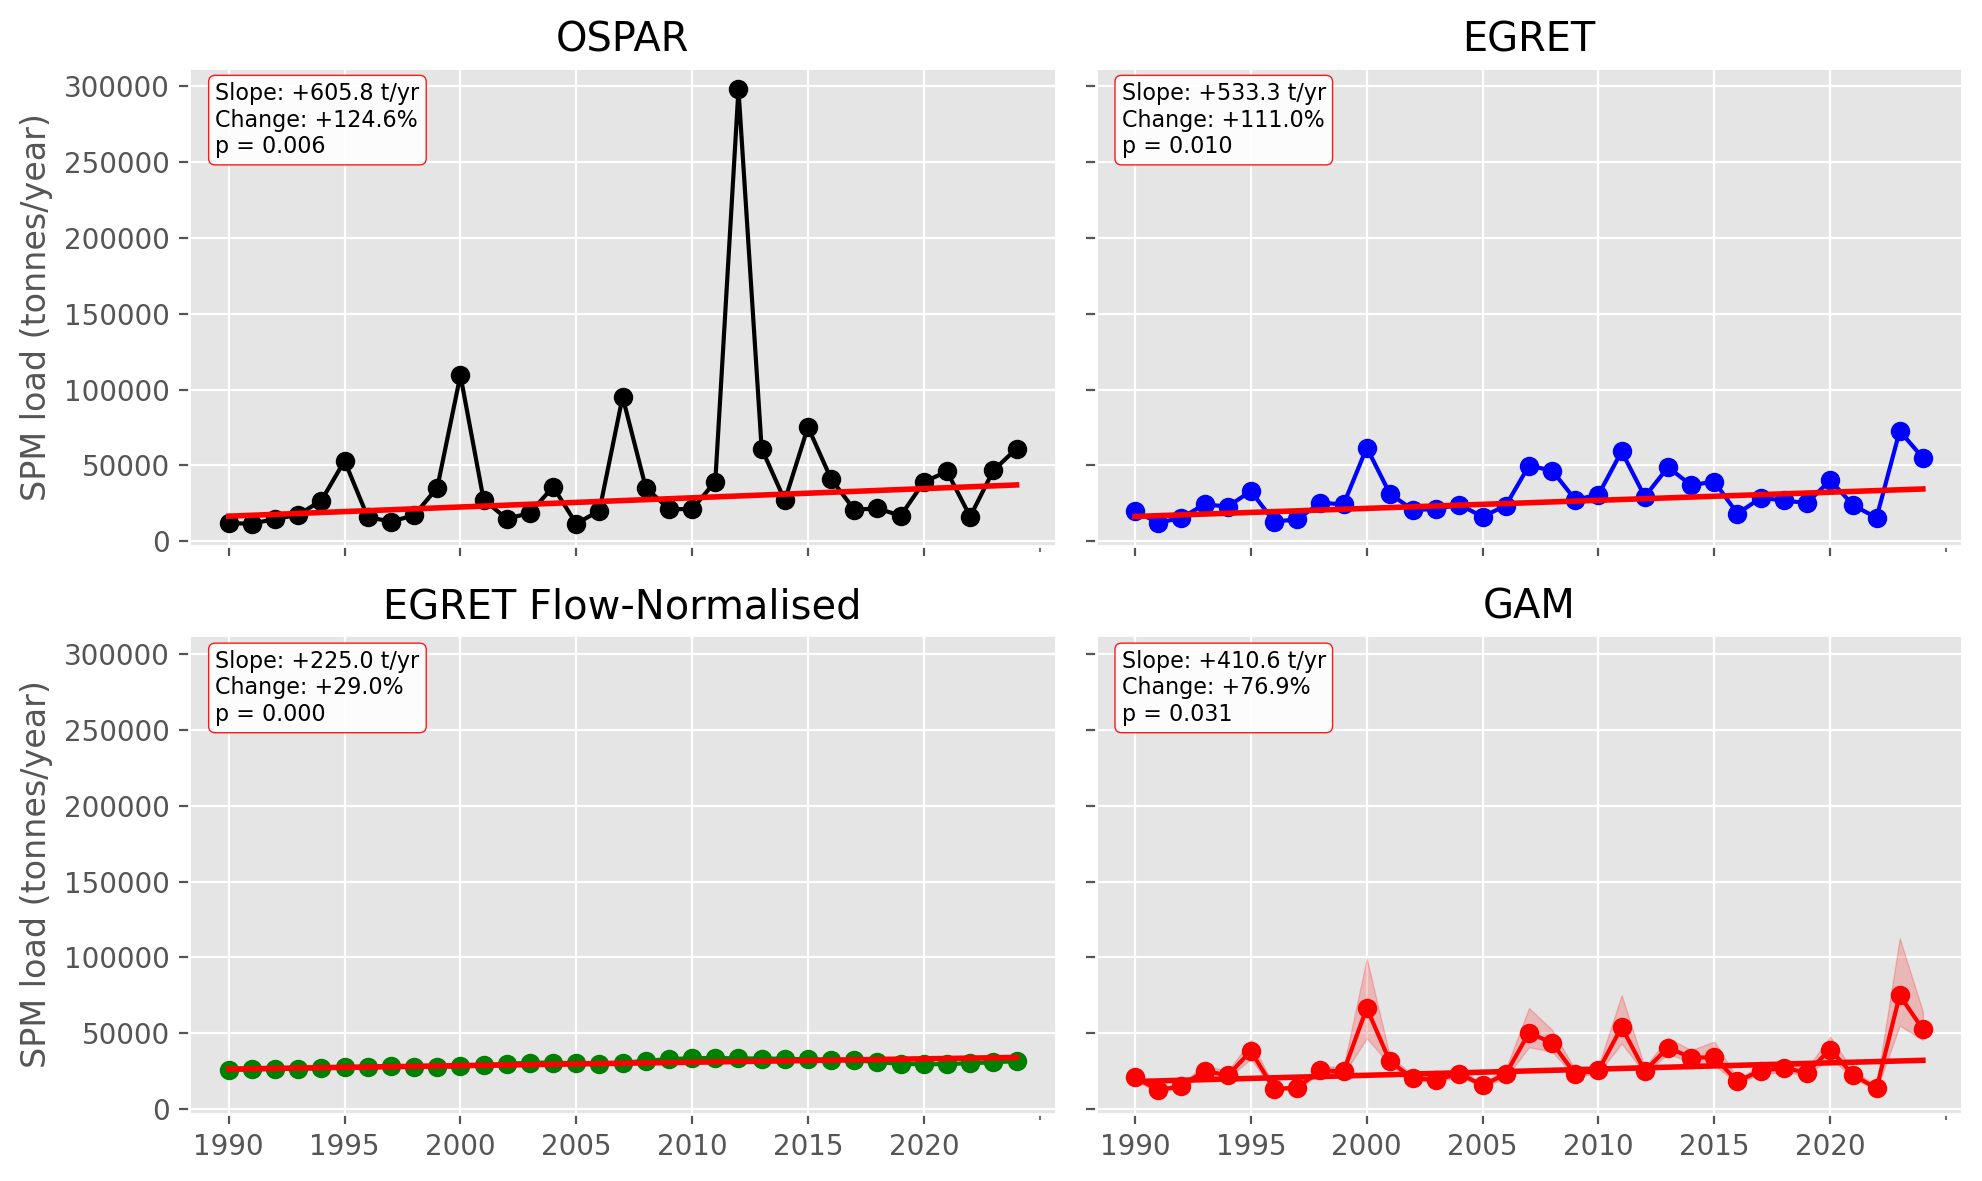 OSPAR
SPM load (tonnes/year)
300000
250000
200000
150000
100000
50000
0
Slope: +605.8 t/yr
Change: +124.6%
p = 0.006
EGRET
Slope: +533.3 t/yr
Change: +111.0%
p = 0.010
EGRET Flow-Normalised
SPM load (tonnes/year)
300000
250000
200000
150000
100000
50000
0
Slope: +225.0 t/yr
Change: +29.0%
p = 0.000
1990 1995 2000 2005 2010 2015 2020
GAM
Slope: +410.6 t/yr
Change: +76.9%
p = 0.031
1990 1995 2000 2005 2010 2015 2020